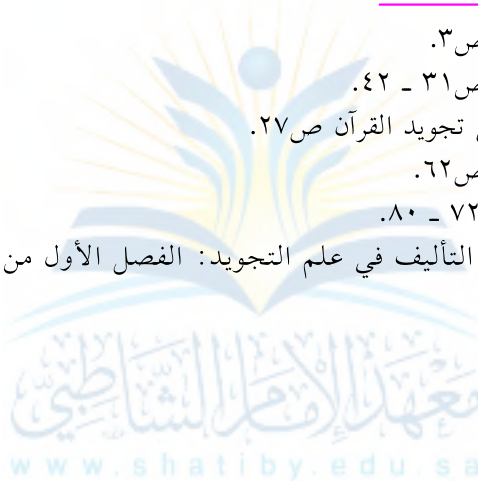 ص٣.
ص٣١ - ٤٢.
تجويد القرآن ص٢٧.
ص٦٢.
٧٢ - ٨٠.
التأليف في علم التجويد: الفصل الأول من
معهد الإمام الشاطبي
www.shatiby.edu.sa